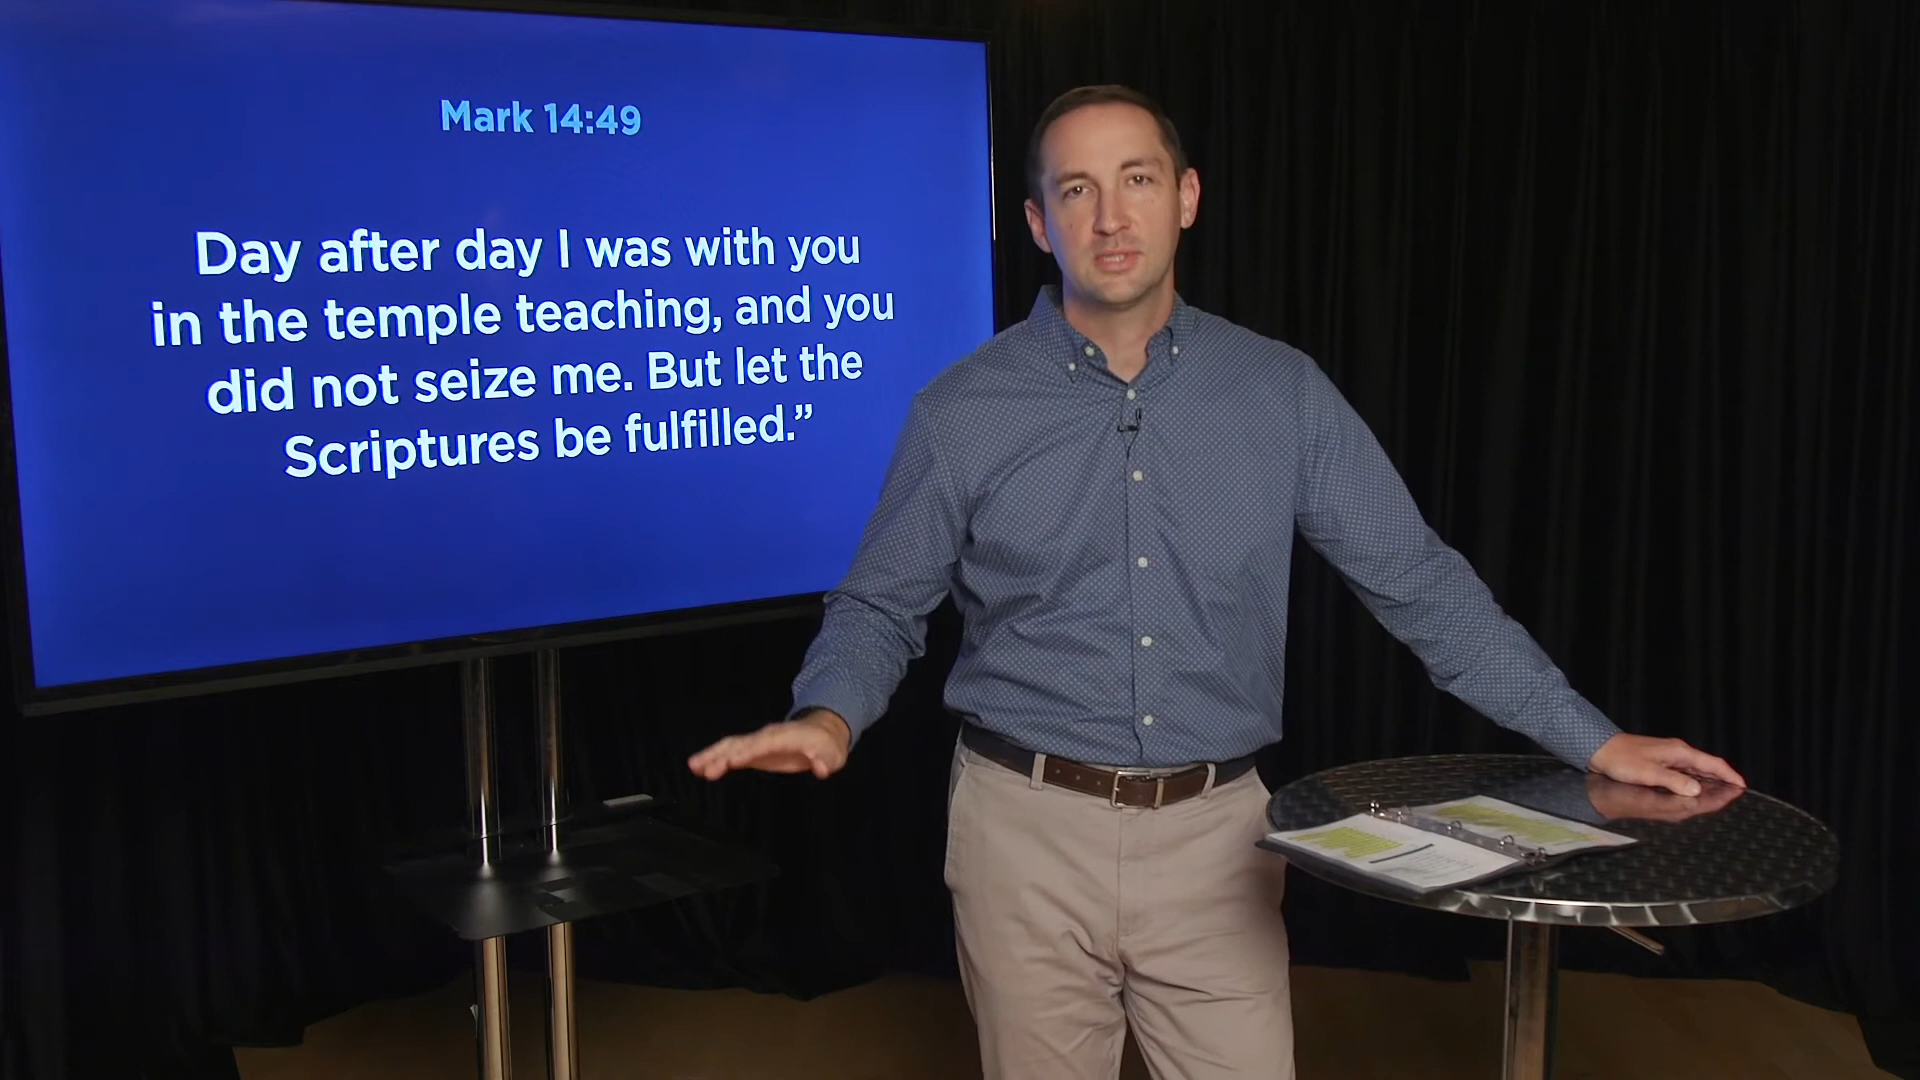 Mark 14:49
Day after day I was with you
in the temple teaching, and you
did not seize me. But let the
Scriptures be fulfilled.”